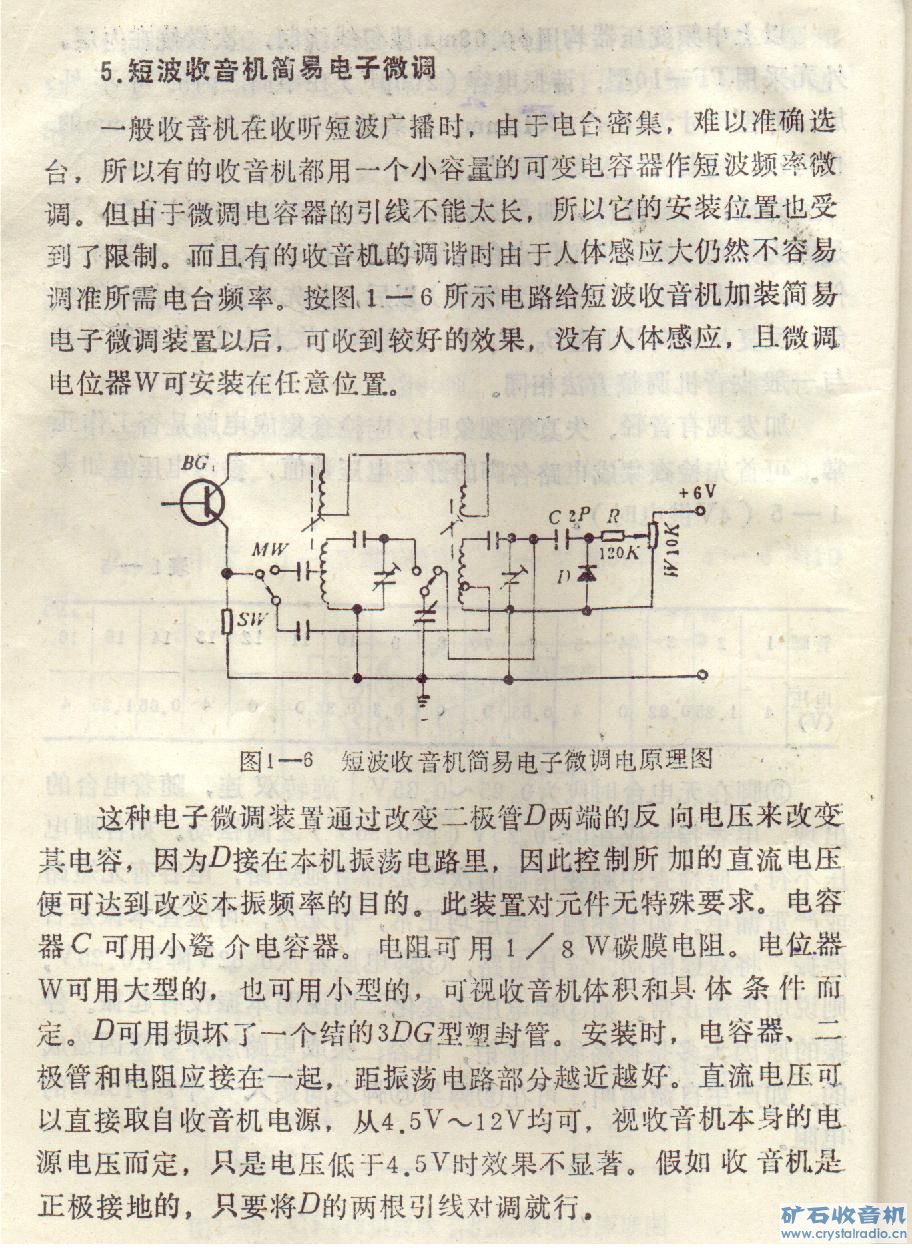 5.短波收音机简易电子微调
一般收音机在收听短波广播时，由于电台密集，难以准确选
台，所以有的收音机都用一个小容量的可变电容器作短波频率微
调。但由于微调电容器的引线不能太长，所以它的安装位置也受
到了限制。而且有的收音机的调谐时由于人体感应大仍然不容易
调准所需电台频率。按图1—6所示电路给短波收音机加装简易
电子微调装置以后，可收到较好的效果，没有人体感应，且微调
电位器W可安装在任意位置。
BG₁
MW
SW
C 2P R
120K
D
+6V
W10K
图1—6 短波收音机简易电子微调电原理图
这种电子微调装置通过改变二极管D两端的反向电压来改变
其电容，因为D接在本机振荡电路里，因此控制所加的直流电压
便可达到改变本振频率的目的。此装置对元件无特殊要求。电容
器C可用小瓷介电容器。电阻可用1／8W碳膜电阻。电位器
W可用大型的，也可用小型的，可视收音机体积和具体条件而
定。D可用损坏了一个结的3DG型塑封管。安装时，电容器、二
极管和电阻应接在一起，距振荡电路部分越近越好。直流电压可
以直接取自收音机电源，从4.5V～12V均可，视收音机本身的电
源电压而定，只是电压低于4.5V时效果不显著。假如收音机是
正极接地的，只要将D的两根引线对调就行。
矿石收音机
www.crystalradio.cn